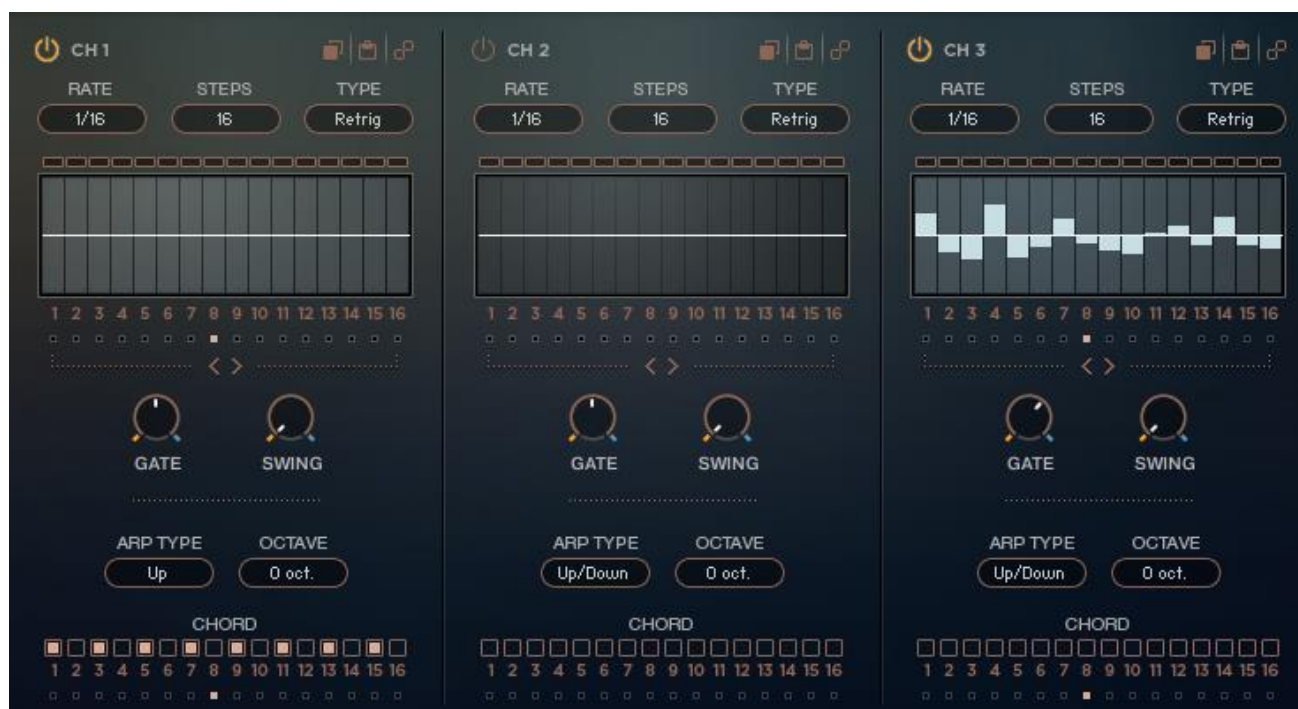 CH 1 CH 2 CH 3
RATE STEPS TYPE RATE STEPS TYPE RATE STEPS TYPE
1/16 16 Retrig 1/16 16 Retrig 1/16 16 Retrig
1 2 3 4 5 6 7 8 9 10 11 12 13 14 15 16 1 2 3 4 5 6 7 8 9 10 11 12 13 14 15 16 1 2 3 4 5 6 7 8 9 10 11 12 13 14 15 16
GATE SWING GATE SWING GATE SWING
ARP TYPE OCTAVE ARP TYPE OCTAVE ARP TYPE OCTAVE
Up 0 oct. Up/Down 0 oct. Up/Down 0 oct.
CHORD CHORD CHORD
1 2 3 4 5 6 7 8 9 10 11 12 13 14 15 16 1 2 3 4 5 6 7 8 9 10 11 12 13 14 15 16 1 2 3 4 5 6 7 8 9 10 11 12 13 14 15 16